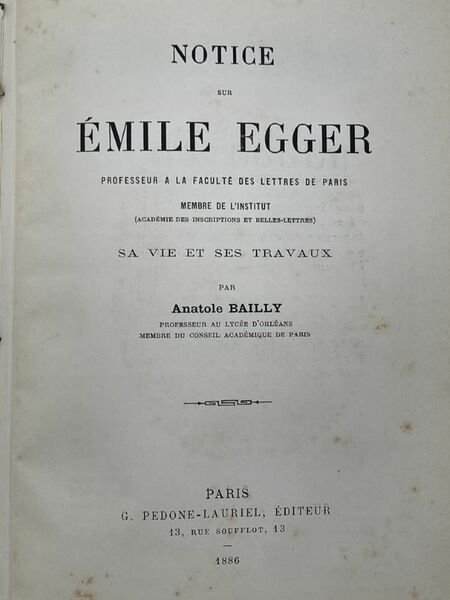 NOTICE
SUR
ÉMILE EGGER
PROFESSEUR A LA FACULTÉ DES LETTRES DE PARIS
MEMBRE DE L'INSTITUT
(ACADÉMIE DES INSCRIPTIONS ET BELLES-LETTRES)
SA VIE ET SES TRAVAUX
PAR
Anatole BAILLY
PROFESSEUR AU LYCÉE D'ORLÉANS
MEMBRE DU CONSEIL ACADÉMIQUE DE PARIS
PARIS
G. PEDONE-LAURIEL, ÉDITEUR
13, RUE SOUFFLOT, 13
—
1886